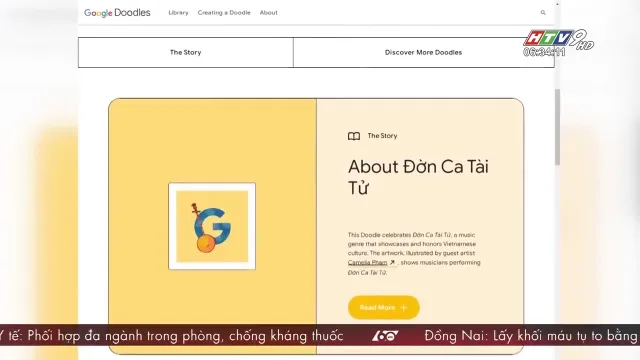 Google Doodles
Library
Creating a Doodle
About
HTV9 HD
06:34:11
The Story
Discover More Doodles
The Story
About Đờn Ca Tài
Tử
This Doodle celebrates Đờn Ca Tài Tử, a music
genre that showcases and honors Vietnamese
culture. The artwork, illustrated by guest artist
Camelia Pham ↗ , shows musicians performing
Đờn Ca Tài Tử.
Read More +
Y tế: Phối hợp đa ngành trong phòng, chống kháng thuốc
Đồng Nai: Lấy khối máu tụ to bằng